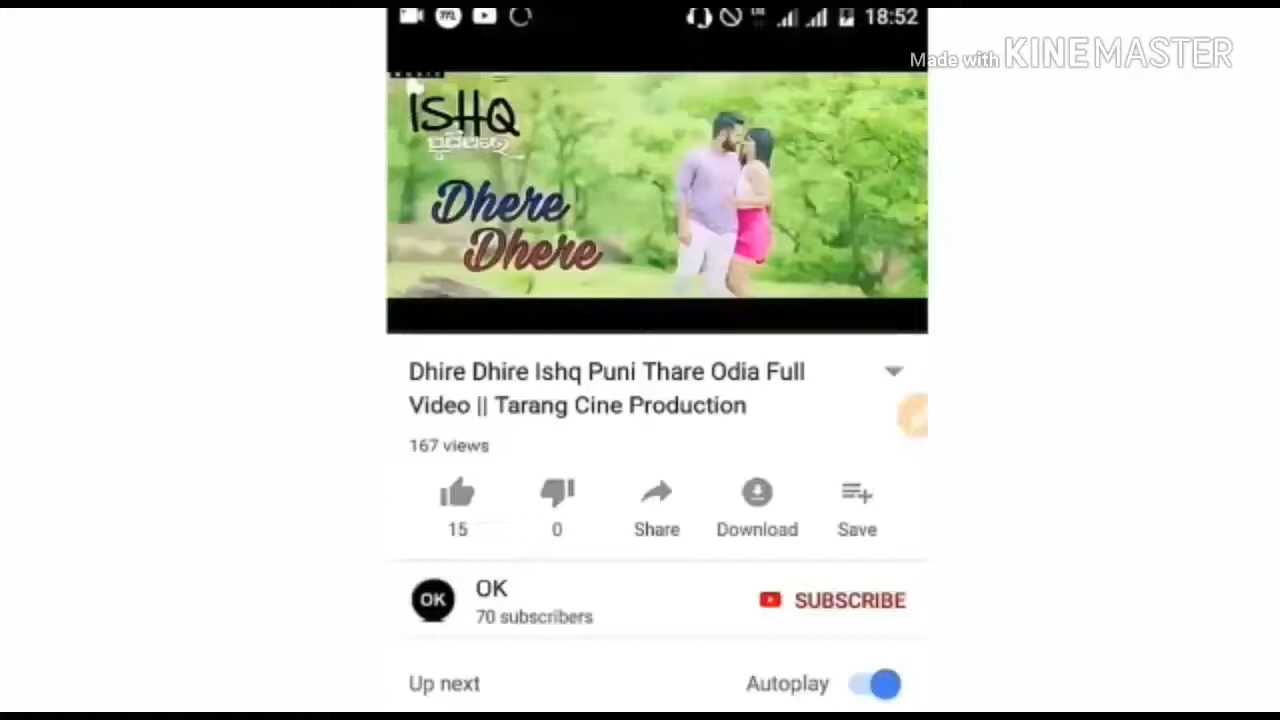 18:52
Made with KINEMASTER
ISHQ
Dhere
Dhere
Dhire Dhire Ishq Puni Thare Odia Full
Video || Tarang Cine Production
167 views
15
0
Share
Download
Save
OK
OK
70 subscribers
SUBSCRIBE
Up next
Autoplay